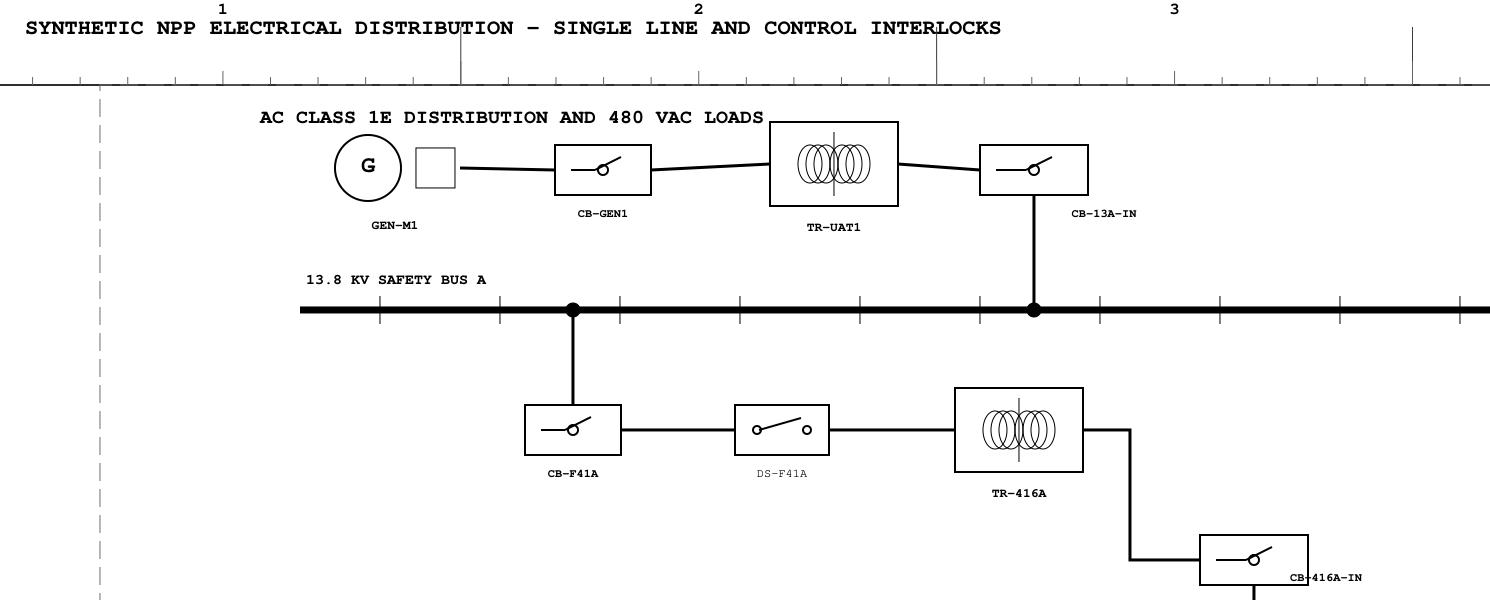 1 2 3
SYNTHETIC NPP ELECTRICAL DISTRIBUTION – SINGLE LINE AND CONTROL INTERLOCKS
AC CLASS 1E DISTRIBUTION AND 480 VAC LOADS
G
GEN-M1
CB-GEN1
TR-UAT1
CB-13A-IN
13.8 KV SAFETY BUS A
CB-F41A
DS-F41A
TR-416A
CB-416A-IN